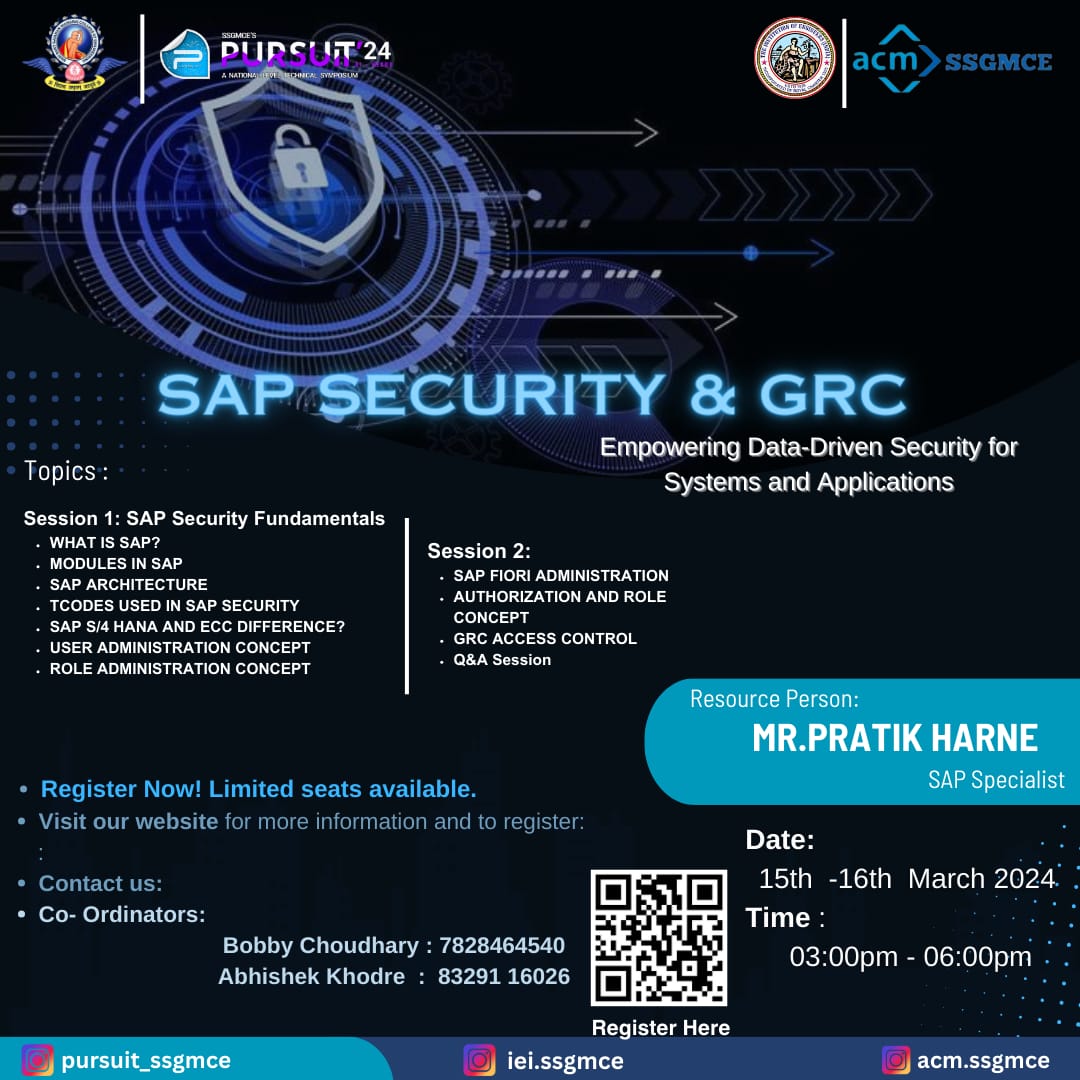 SSGMCE'S
PURSUIT'24
A NATIONAL LEVEL TECHNICAL SYMPOSIUM
acm SSGMCE
SAP SECURITY & GRC
Empowering Data-Driven Security for
Systems and Applications
Topics :
Session 1: SAP Security Fundamentals
• WHAT IS SAP?
• MODULES IN SAP
• SAP ARCHITECTURE
• TCODES USED IN SAP SECURITY
• SAP S/4 HANA AND ECC DIFFERENCE?
• USER ADMINISTRATION CONCEPT
• ROLE ADMINISTRATION CONCEPT
Session 2:
• SAP FIORI ADMINISTRATION
• AUTHORIZATION AND ROLE
CONCEPT
• GRC ACCESS CONTROL
• Q&A Session
Resource Person:
MR.PRATIK HARNE
SAP Specialist
• Register Now! Limited seats available.
• Visit our website for more information and to register:
:
• Contact us:
• Co- Ordinators:
Bobby Choudhary : 7828464540
Abhishek Khodre : 83291 16026
Register Here
Date:
15th -16th March 2024
Time :
03:00pm - 06:00pm
pursuit_ssgmce
iei.ssgmce
acm.ssgmce